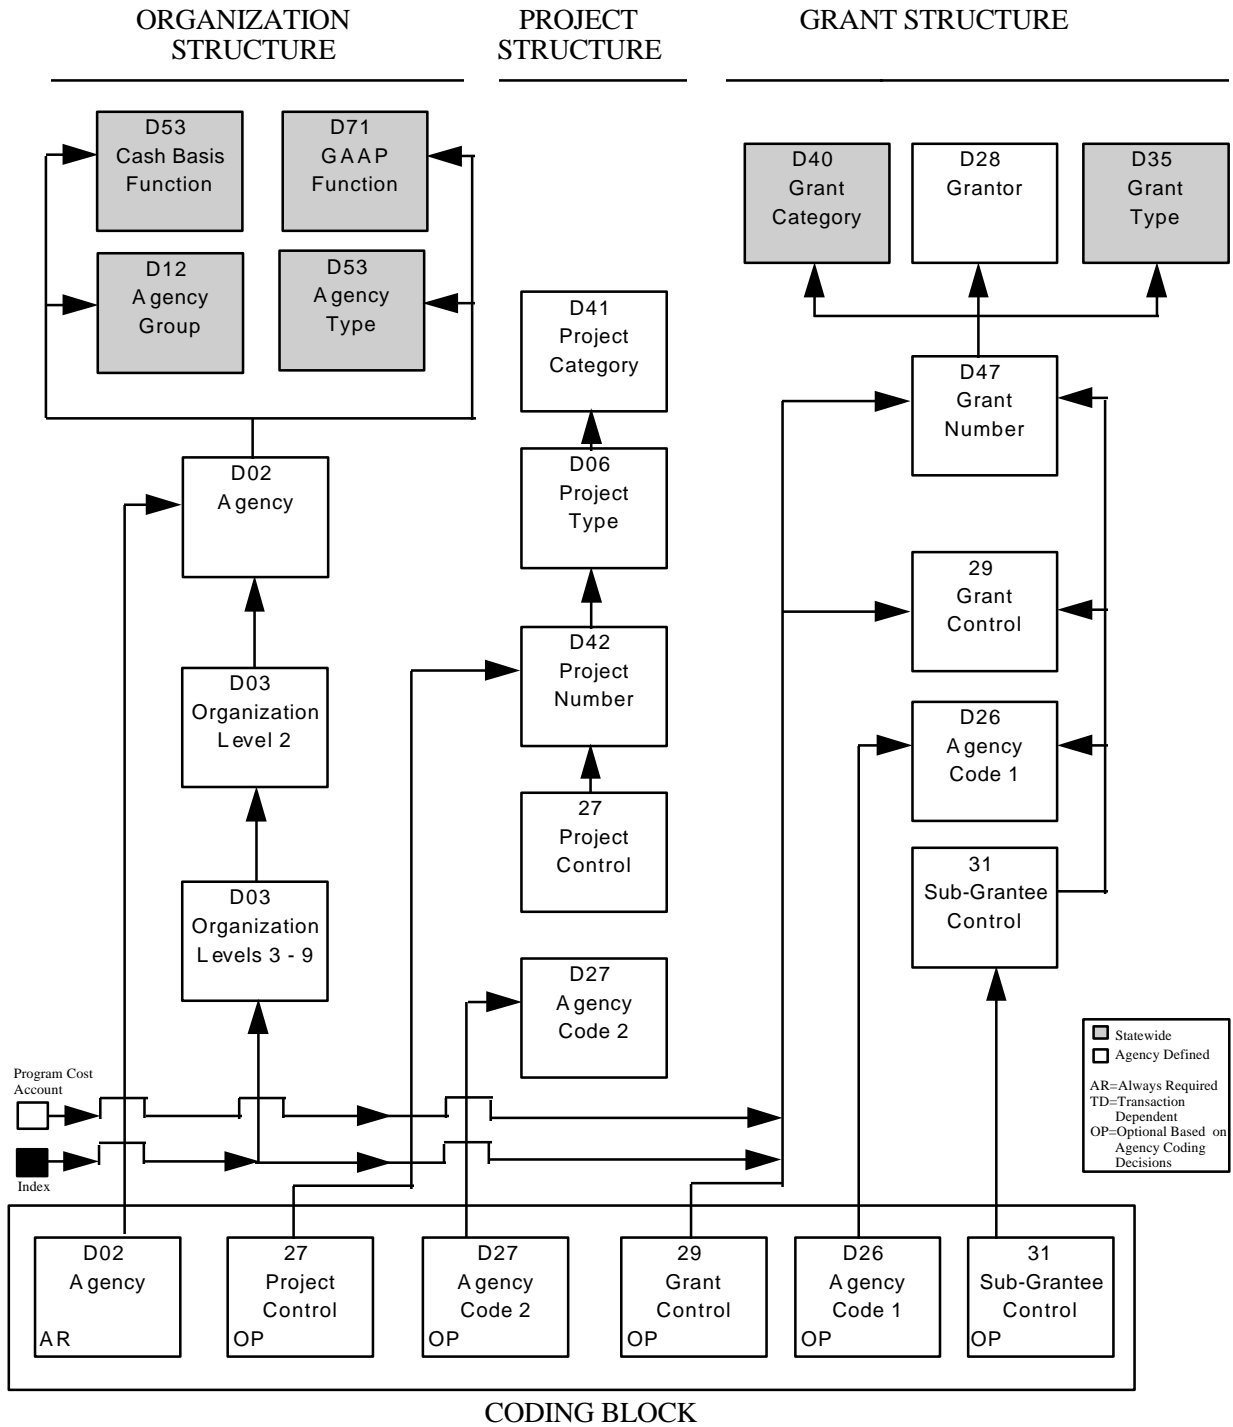 ORGANIZATION
STRUCTURE
PROJECT
STRUCTURE
GRANT STRUCTURE
D53
Cash Basis
Function
D71
GAAP
Function
D12
Agency
Group
D53
Agency
Type
D02
Agency
D03
Organization
Level 2
D03
Organization
Levels 3 - 9
D41
Project
Category
D06
Project
Type
D42
Project
Number
27
Project
Control
D27
Agency
Code 2
D40
Grant
Category
D28
Grantor
D35
Grant
Type
D47
Grant
Number
29
Grant
Control
D26
Agency
Code 1
31
Sub-Grantee
Control
Statewide
Agency Defined
AR=Always Required
TD=Transaction
Dependent
OP=Optional Based on
Agency Coding
Decisions
Program Cost
Account
Index
D02
Agency
AR
27
Project
Control
OP
D27
Agency
Code 2
OP
29
Grant
Control
OP
D26
Agency
Code 1
OP
31
Sub-Grantee
Control
OP
CODING BLOCK